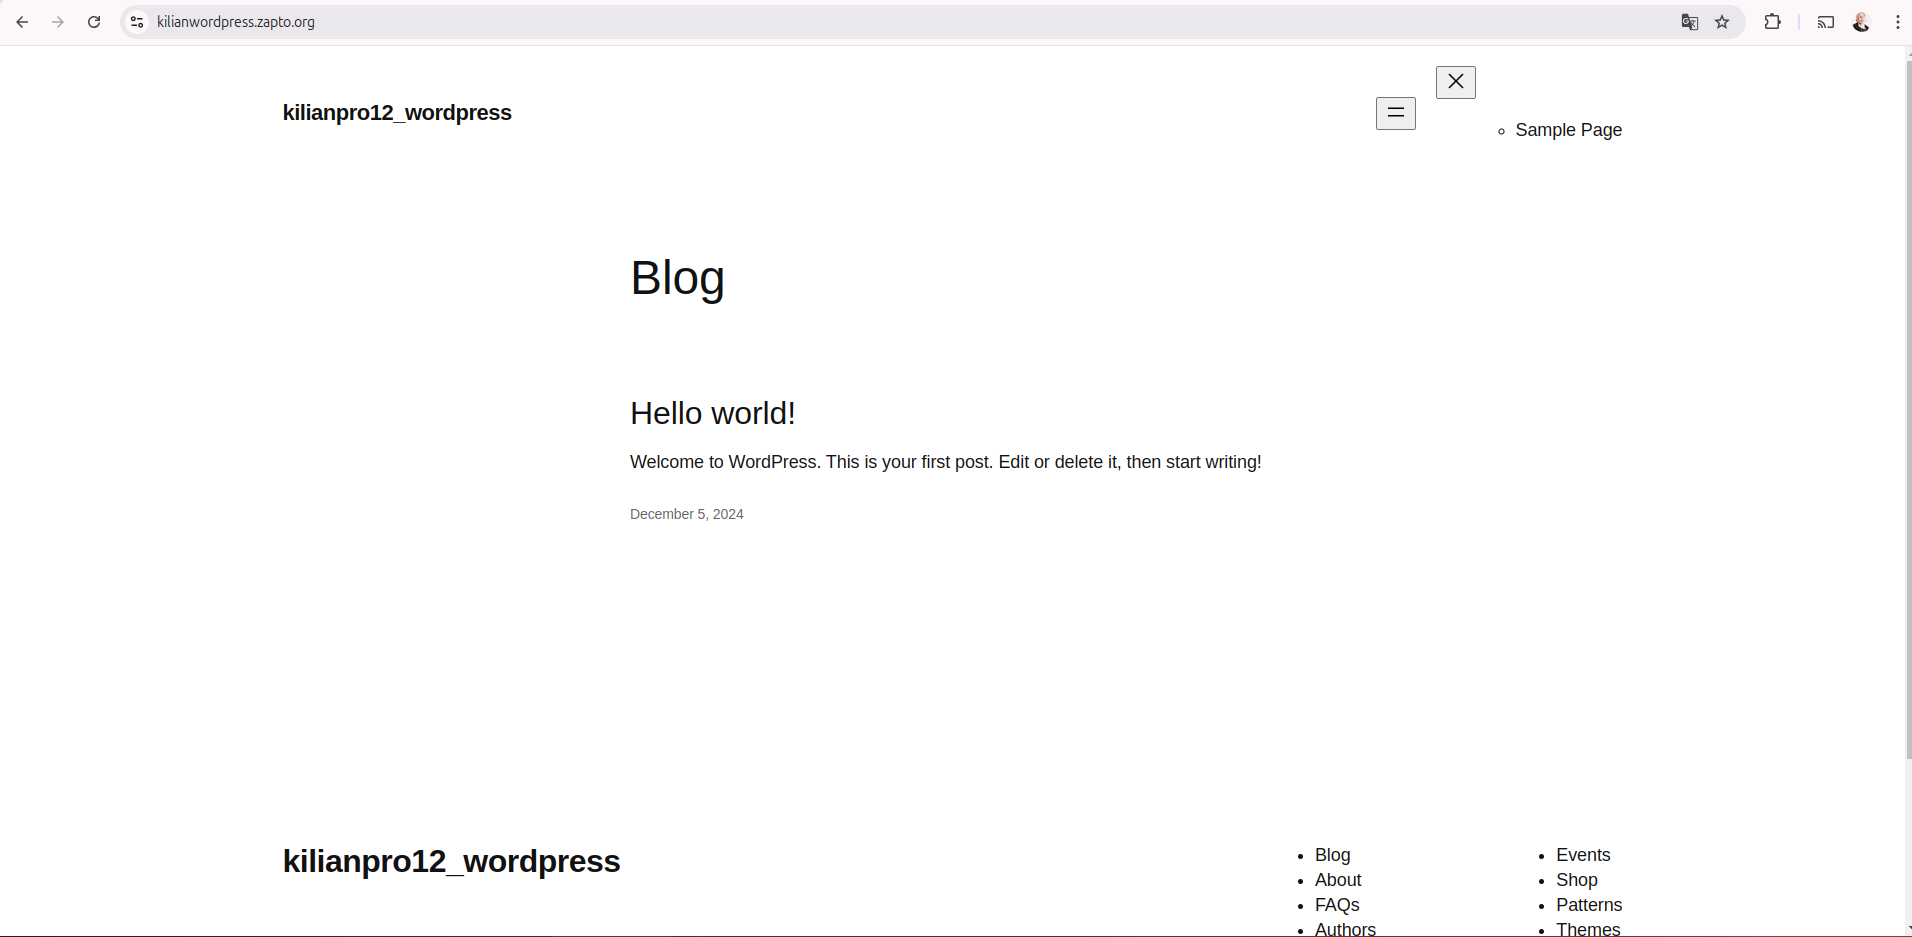 kilianwordpress.zapto.org
kilianpro12_wordpress
Sample Page
Blog
Hello world!
Welcome to WordPress. This is your first post. Edit or delete it, then start writing!
December 5, 2024
kilianpro12_wordpress
Blog
About
FAQs
Authors
Events
Shop
Patterns
Themes